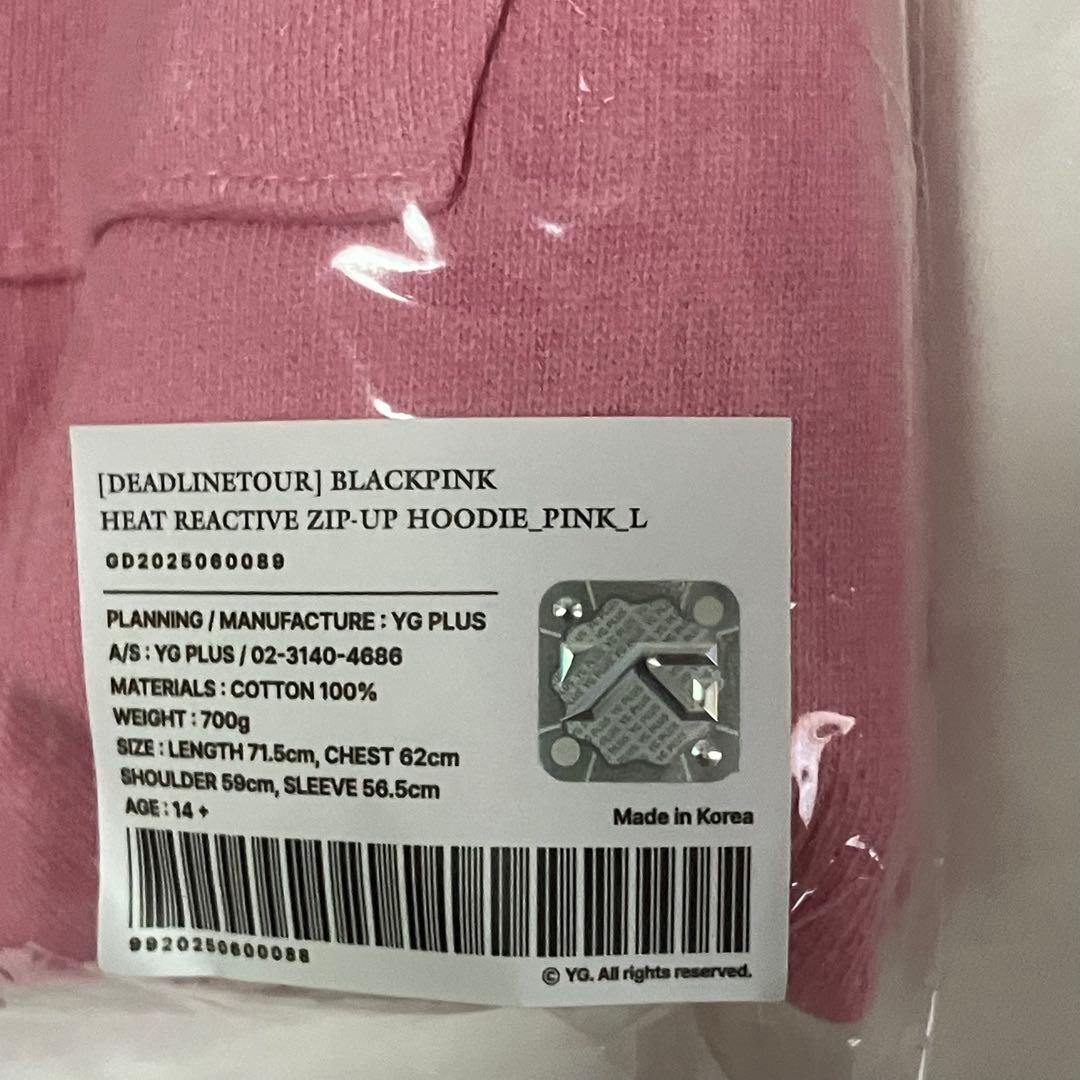 [DEADLINETOUR] BLACKPINK
HEAT REACTIVE ZIP-UP HOODIE_PINK_L
GD2025060089
PLANNING / MANUFACTURE : YG PLUS
A/S : YG PLUS / 02-3140-4686
MATERIALS : COTTON 100%
WEIGHT : 700g
SIZE : LENGTH 71.5cm, CHEST 62cm
SHOULDER 59cm, SLEEVE 56.5cm
AGE : 14 +
Made in Korea
9920250600088
© YG. All rights reserved.